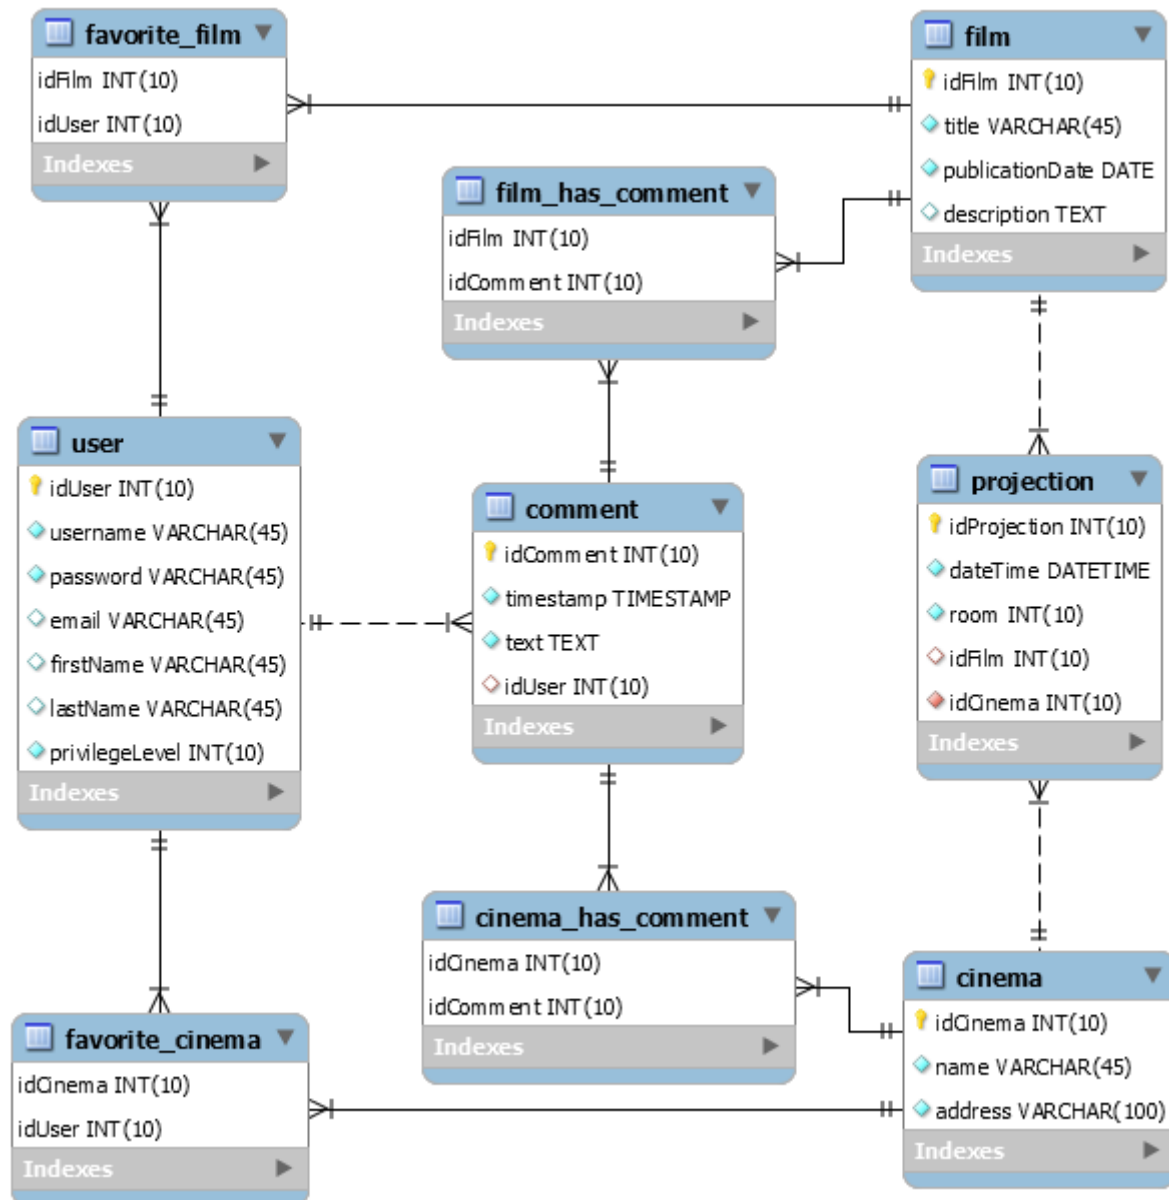 favorite_film
idFilm INT(10)
idUser INT(10)
Indexes
film
idFilm INT(10)
title VARCHAR(45)
publicationDate DATE
description TEXT
Indexes
film_has_comment
idFilm INT(10)
idComment INT(10)
Indexes
user
idUser INT(10)
username VARCHAR(45)
password VARCHAR(45)
email VARCHAR(45)
firstName VARCHAR(45)
lastName VARCHAR(45)
privilegeLevel INT(10)
Indexes
comment
idComment INT(10)
timestamp TIMESTAMP
text TEXT
idUser INT(10)
Indexes
projection
idProjection INT(10)
dateTime DATETIME
room INT(10)
idFilm INT(10)
idCinema INT(10)
Indexes
cinema_has_comment
idCinema INT(10)
idComment INT(10)
Indexes
cinema
idCinema INT(10)
name VARCHAR(45)
address VARCHAR(100)
Indexes
favorite_cinema
idCinema INT(10)
idUser INT(10)
Indexes